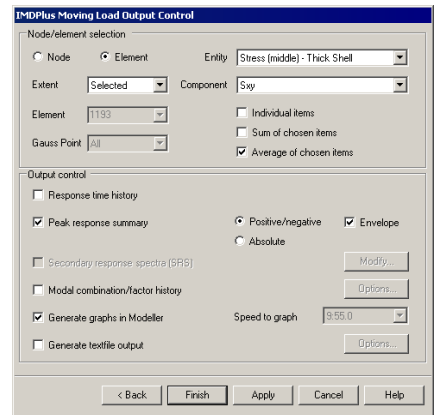 IMDPlus Moving Load Output Control
Node/element selection
Node Element Entity Stress (middle) - Thick Shell
Extent Selected Component Sxy
Element 1193 Individual items
Sum of chosen items
Gauss Point All
Average of chosen items
Output control
Response time history
Peak response summary Positive/negative Envelope
Absolute
Secondary response spectra (SRS) Modify...
Modal combination/factor history Options...
Generate graphs in Modeller Speed to graph 9:55.0
Generate textfile output Options...
< Back Finish Apply Cancel Help